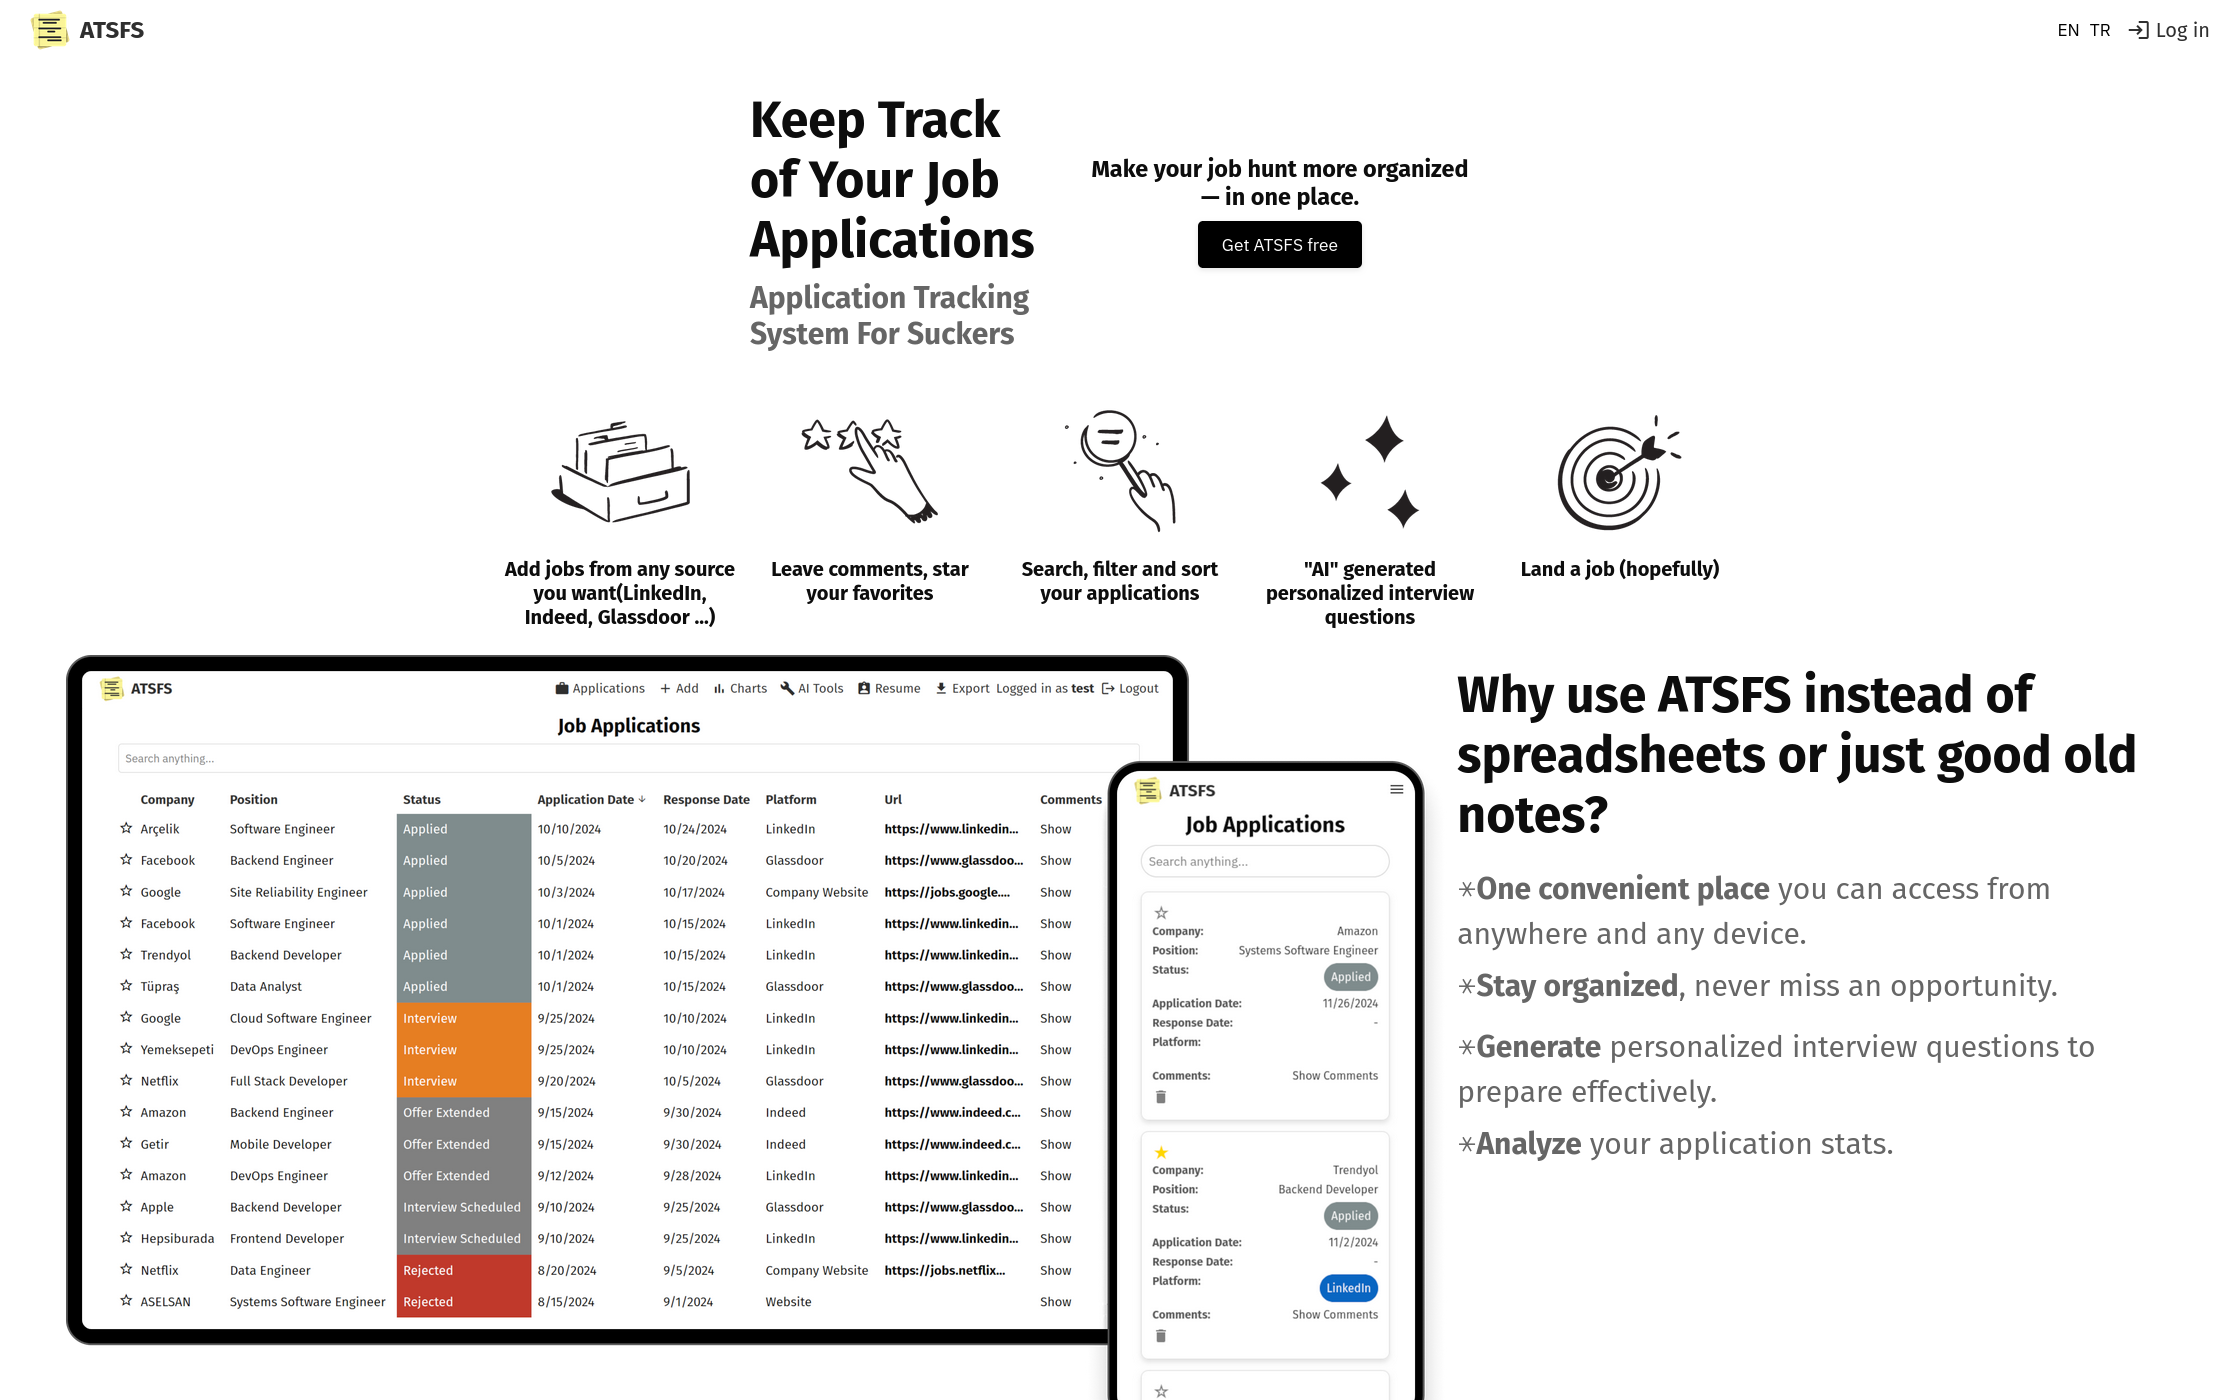 ATSFS
EN TR Log in
Keep Track
of Your Job
Applications
Application Tracking
System For Suckers
Make your job hunt more organized
— in one place.
Get ATSFS free
Add jobs from any source
you want(LinkedIn,
Indeed, Glassdoor ...)
Leave comments, star
your favorites
Search, filter and sort
your applications
"AI" generated
personalized interview
questions
Land a job (hopefully)
ATSFS
Applications Add Charts AI Tools Resume Export Logged in as test Logout
Job Applications
Search anything...
Company Position Status Application Date ↓ Response Date Platform Url Comments
Arçelik Software Engineer Applied 10/10/2024 10/24/2024 LinkedIn https://www.linkedin... Show
Facebook Backend Engineer Applied 10/5/2024 10/20/2024 Glassdoor https://www.glassdoo... Show
Google Site Reliability Engineer Applied 10/3/2024 10/17/2024 Company Website https://jobs.google.... Show
Facebook Software Engineer Applied 10/1/2024 10/15/2024 LinkedIn https://www.linkedin... Show
Trendyol Backend Developer Applied 10/1/2024 10/15/2024 LinkedIn https://www.linkedin... Show
Tüpraş Data Analyst Applied 10/1/2024 10/15/2024 Glassdoor https://www.glassdoo... Show
Google Cloud Software Engineer Interview 9/25/2024 10/10/2024 LinkedIn https://www.linkedin... Show
Yemeksepeti DevOps Engineer Interview 9/25/2024 10/10/2024 LinkedIn https://www.linkedin... Show
Netflix Full Stack Developer Interview 9/20/2024 10/5/2024 Glassdoor https://www.glassdoo... Show
Amazon Backend Engineer Offer Extended 9/15/2024 9/30/2024 Indeed https://www.indeed.c... Show
Getir Mobile Developer Offer Extended 9/15/2024 9/30/2024 Indeed https://www.indeed.c... Show
Amazon DevOps Engineer Offer Extended 9/12/2024 9/28/2024 LinkedIn https://www.linkedin... Show
Apple Backend Developer Interview Scheduled 9/10/2024 9/25/2024 Glassdoor https://www.glassdoo... Show
Hepsiburada Frontend Developer Interview Scheduled 9/10/2024 9/25/2024 LinkedIn https://www.linkedin... Show
Netflix Data Engineer Rejected 8/20/2024 9/5/2024 Company Website https://jobs.netflix... Show
ASELSAN Systems Software Engineer Rejected 8/15/2024 9/1/2024 Website Show
ATSFS
Job Applications
Search anything...
Company: Amazon
Position: Systems Software Engineer
Status: Applied
Application Date: 11/26/2024
Response Date: -
Platform:
Comments: Show Comments
Company: Trendyol
Position: Backend Developer
Status: Applied
Application Date: 11/2/2024
Response Date: -
Platform: LinkedIn
Comments: Show Comments
Why use ATSFS instead of
spreadsheets or just good old
notes?
*One convenient place you can access from
anywhere and any device.
*Stay organized, never miss an opportunity.
*Generate personalized interview questions to
prepare effectively.
*Analyze your application stats.